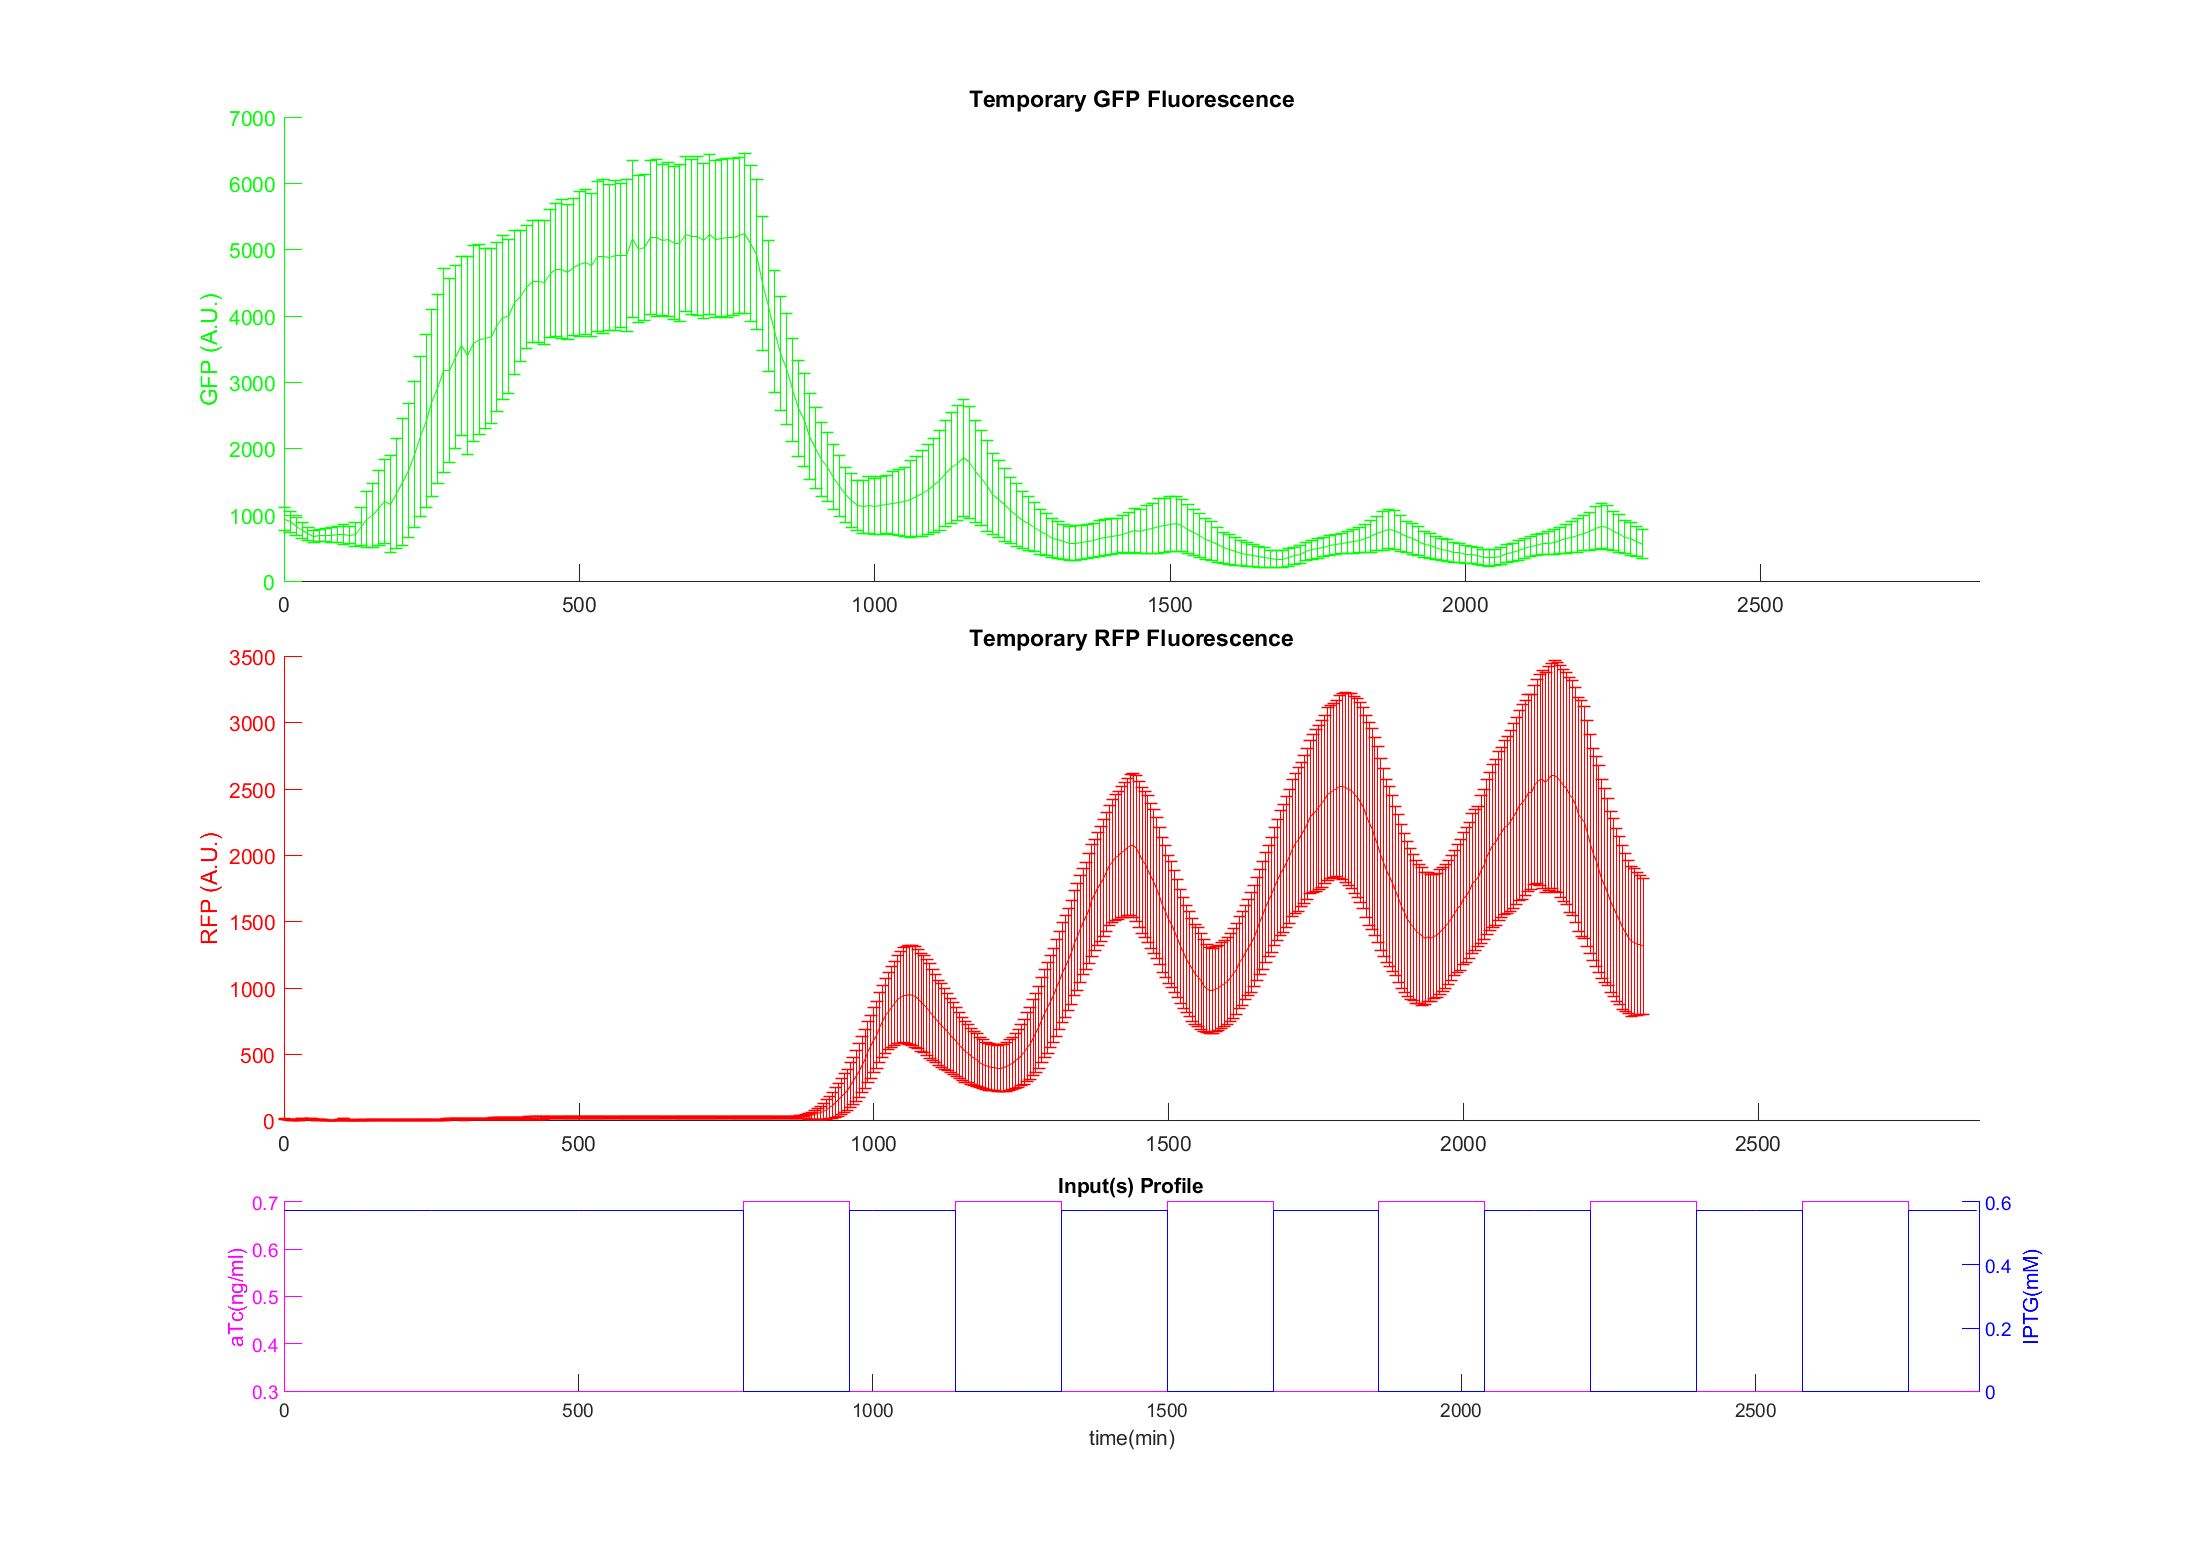 Temporary GFP Fluorescence
7000
6000
5000
4000
3000
2000
1000
0
GFP (A.U.)
0 500 1000 1500 2000 2500
Temporary RFP Fluorescence
3500
3000
2500
2000
1500
1000
500
0
RFP (A.U.)
0 500 1000 1500 2000 2500
Input(s) Profile
0.7
0.6
0.5
0.4
0.3
aTc(ng/ml)
0.6
0.4
0.2
0
IPTG(mM)
0 500 1000 1500 2000 2500
time(min)